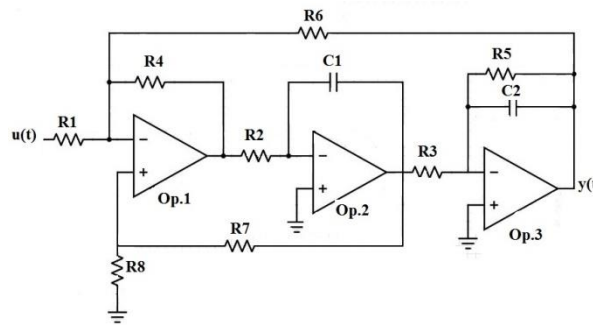 R6
R4
C1
R5
C2
R1
u(t)
R2
R3
−
+
Op.1
−
+
Op.2
−
+
Op.3
y(t
R7
R8